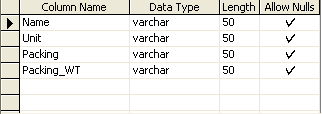 Column Name Data Type Length Allow Nulls
Name varchar 50
Unit varchar 50
Packing varchar 50
Packing_WT varchar 50